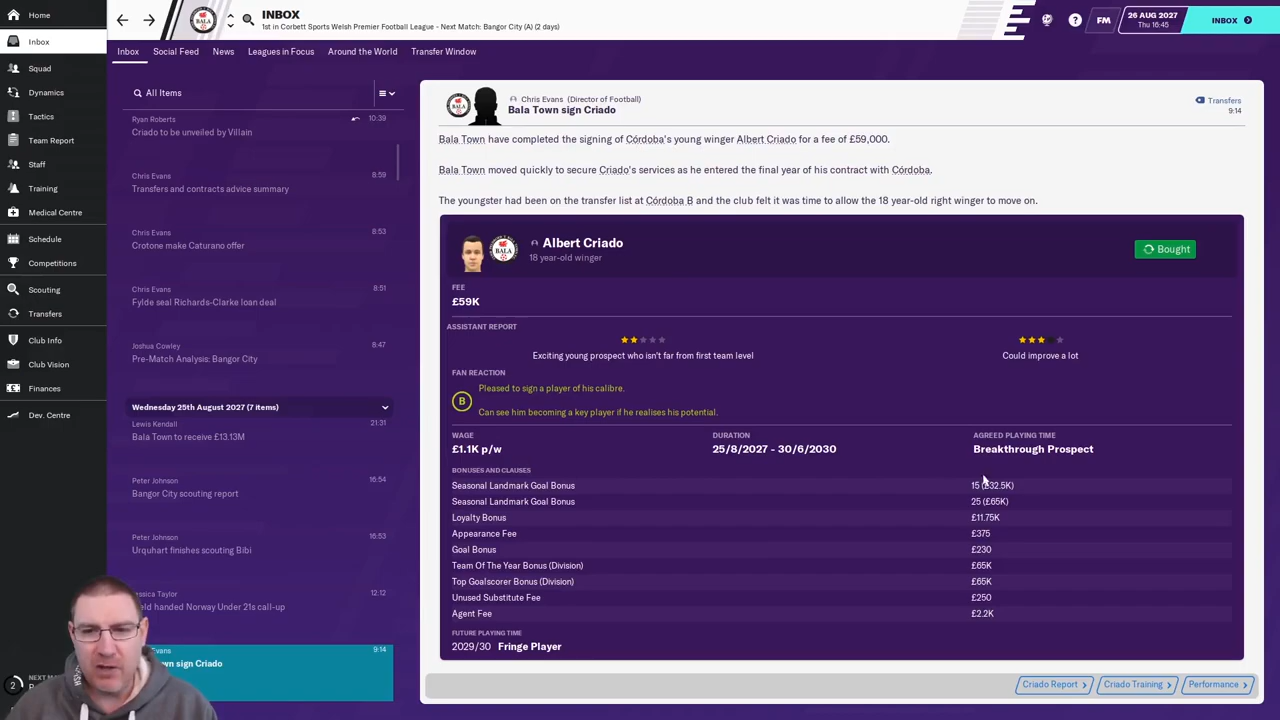 Home
Inbox
Squad
Dynamics
Tactics
Team Report
Staff
Training
Medical Centre
Schedule
Competitions
Scouting
Transfers
Club Info
Club Vision
Finances
Dev. Centre
2
INBOX
1st in Corbett Sports Welsh Premier Football League - Next Match: Bangor City (A) (2 days)
FM
26 AUG 2027
Thu 16:45
INBOX
Inbox
Social Feed
News
Leagues in Focus
Around the World
Transfer Window
All Items
Ryan Roberts
10:39
Criado to be unveiled by Villain
Chris Evans
8:59
Transfers and contracts advice summary
Chris Evans
8:53
Crotone make Caturano offer
Chris Evans
8:51
Fylde seal Richards-Clarke loan deal
Joshua Cowley
8:47
Pre-Match Analysis: Bangor City
Wednesday 25th August 2027 (7 items)
Lewis Kendall
21:31
Bala Town to receive £13.13M
Peter Johnson
16:54
Bangor City scouting report
Peter Johnson
16:53
Urquhart finishes scouting Bibi
Taylor
12:12
handed Norway Under 21s call-up
Evans
9:14
sign Criado
Chris Evans (Director of Football)
Bala Town sign Criado
Transfers
9:14
Bala Town have completed the signing of Córdoba's young winger Albert Criado for a fee of £59,000.
Bala Town moved quickly to secure Criado's services as he entered the final year of his contract with Córdoba.
The youngster had been on the transfer list at Córdoba B and the club felt it was time to allow the 18 year-old right winger to move on.
BALA
Albert Criado
18 year-old winger
Bought
FEE
£59K
ASSISTANT REPORT
Exciting young prospect who isn't far from first team level
Could improve a lot
FAN REACTION
B
Pleased to sign a player of his calibre.
Can see him becoming a key player if he realises his potential.
WAGE
DURATION
AGREED PLAYING TIME
£1.1K p/w
25/8/2027 - 30/6/2030
Breakthrough Prospect
BONUSES AND CLAUSES
Seasonal Landmark Goal Bonus
15 (£32.5K)
Seasonal Landmark Goal Bonus
25 (£65K)
Loyalty Bonus
£11.75K
Appearance Fee
£375
Goal Bonus
£230
Team Of The Year Bonus (Division)
£65K
Top Goalscorer Bonus (Division)
£65K
Unused Substitute Fee
£250
Agent Fee
£2.2K
FUTURE PLAYING TIME
2029/30 Fringe Player
Criado Report
Criado Training
Performance